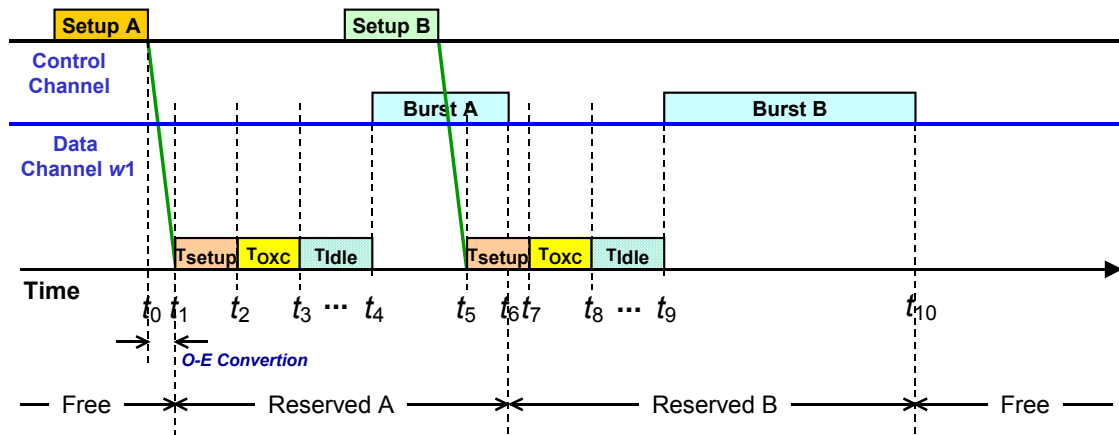 Setup A
Setup B
Control
Channel
Burst A
Burst B
Data
Channel w1
Tsetup
Toxc
TIdle
Tsetup
Toxc
TIdle
Time
t0 t1 t2 t3 ... t4 t5 t6 t7 t8 ... t9 t10
O-E Convertion
Free
Reserved A
Reserved B
Free